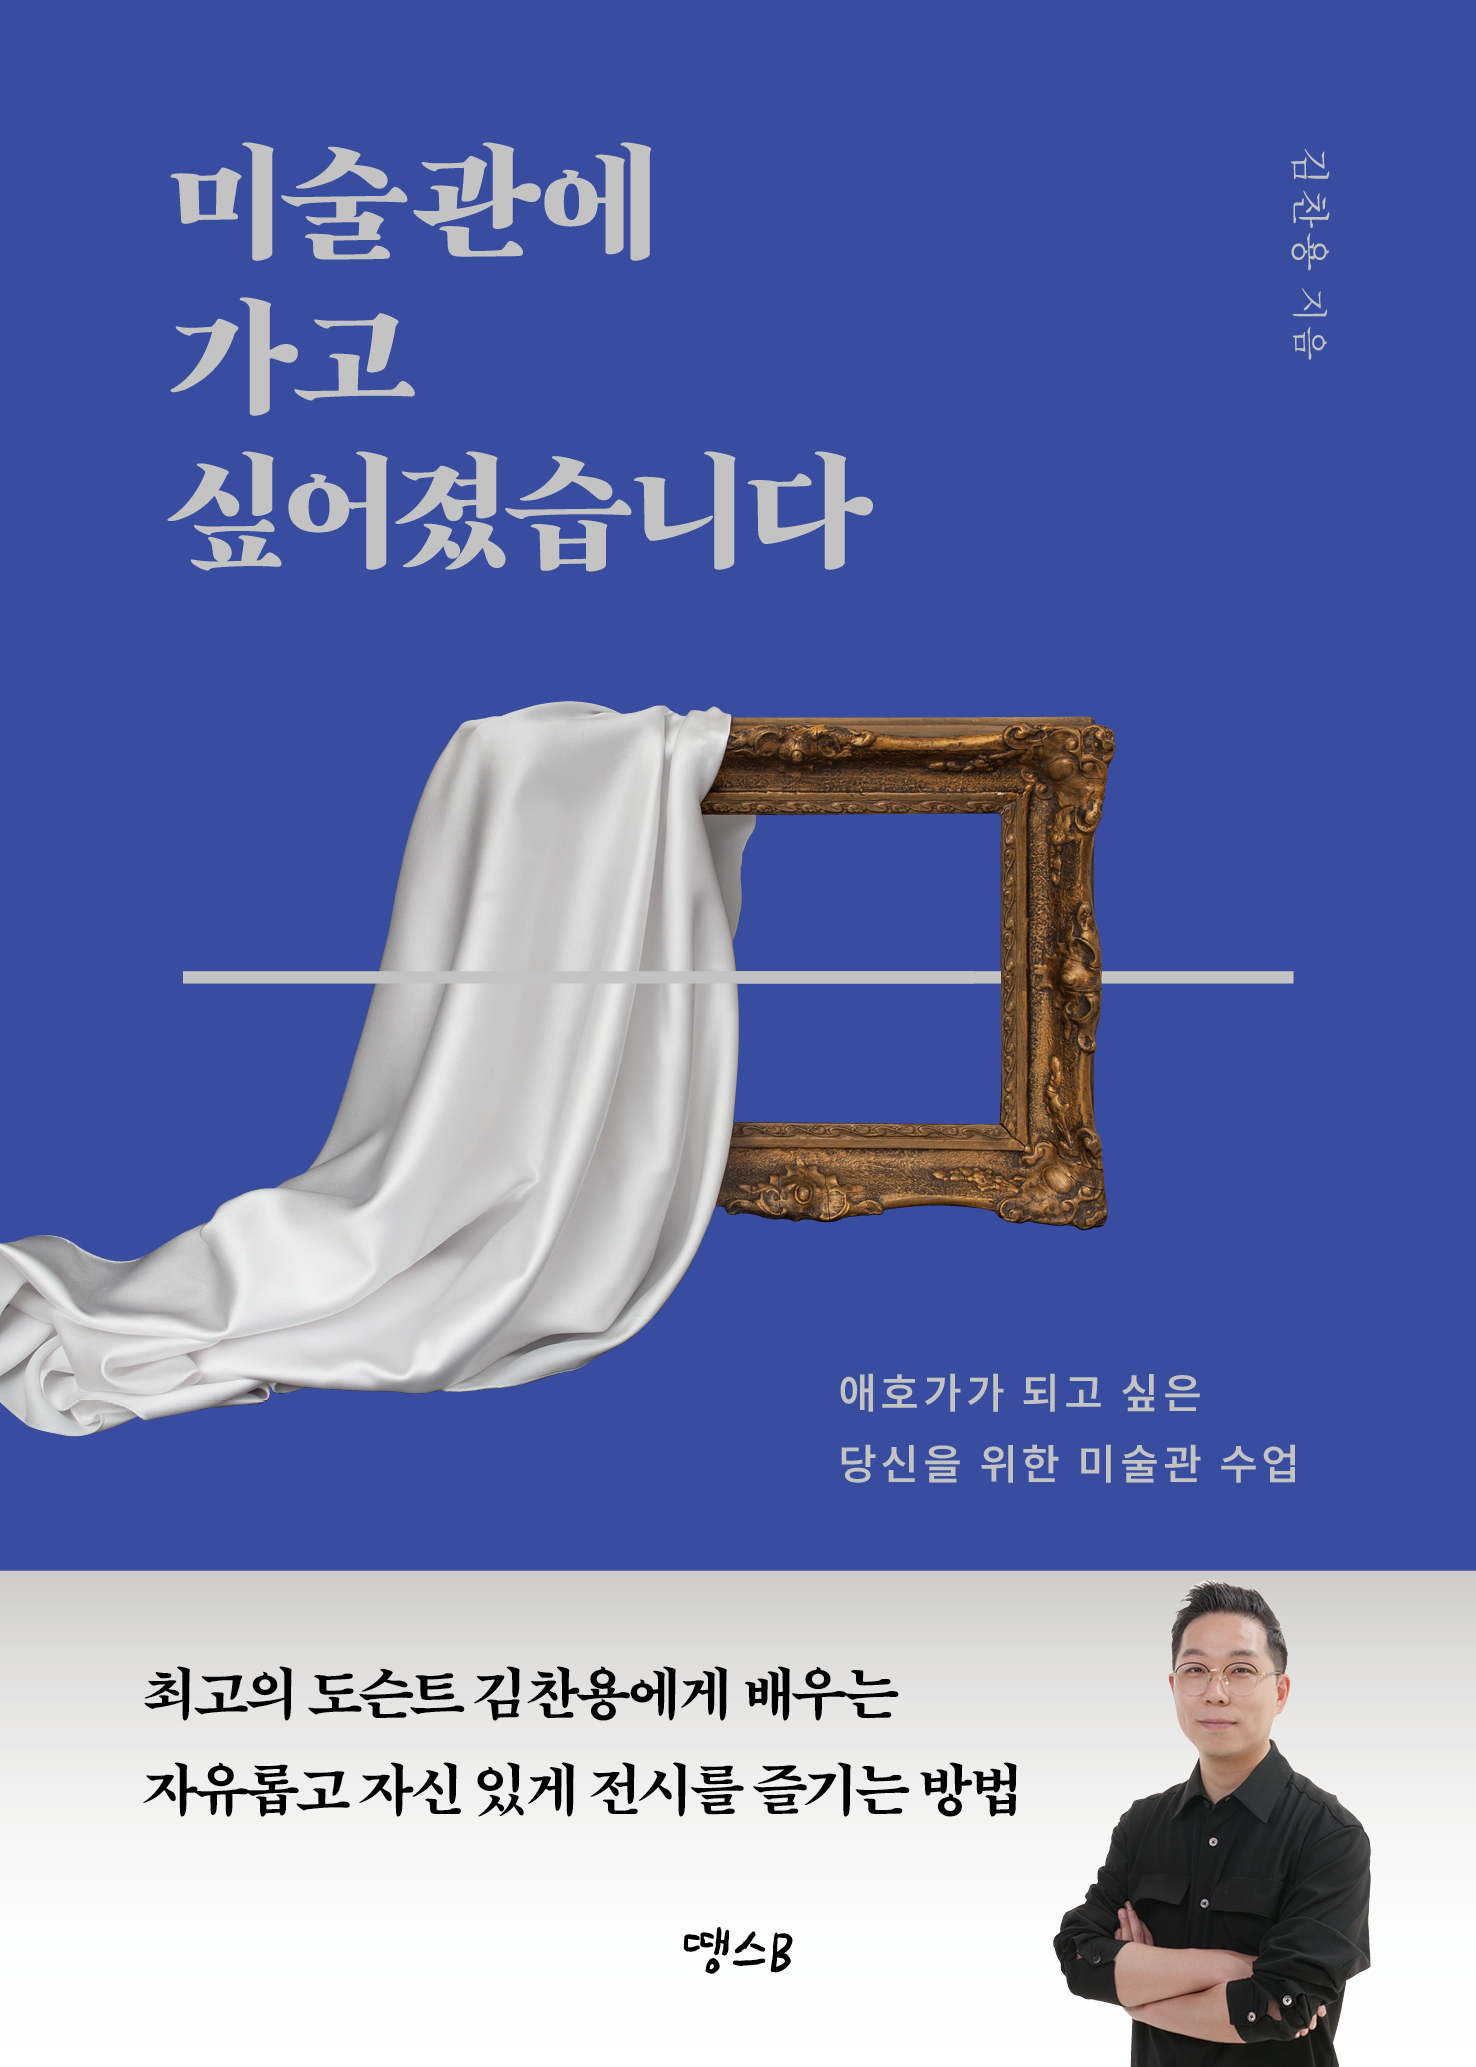 미술관에
가고
싶어졌습니다
김찬용 지음
애호가가 되고 싶은
당신을 위한 미술관 수업
최고의 도슨트 김찬용에게 배우는
자유롭고 자신 있게 전시를 즐기는 방법
땡스B